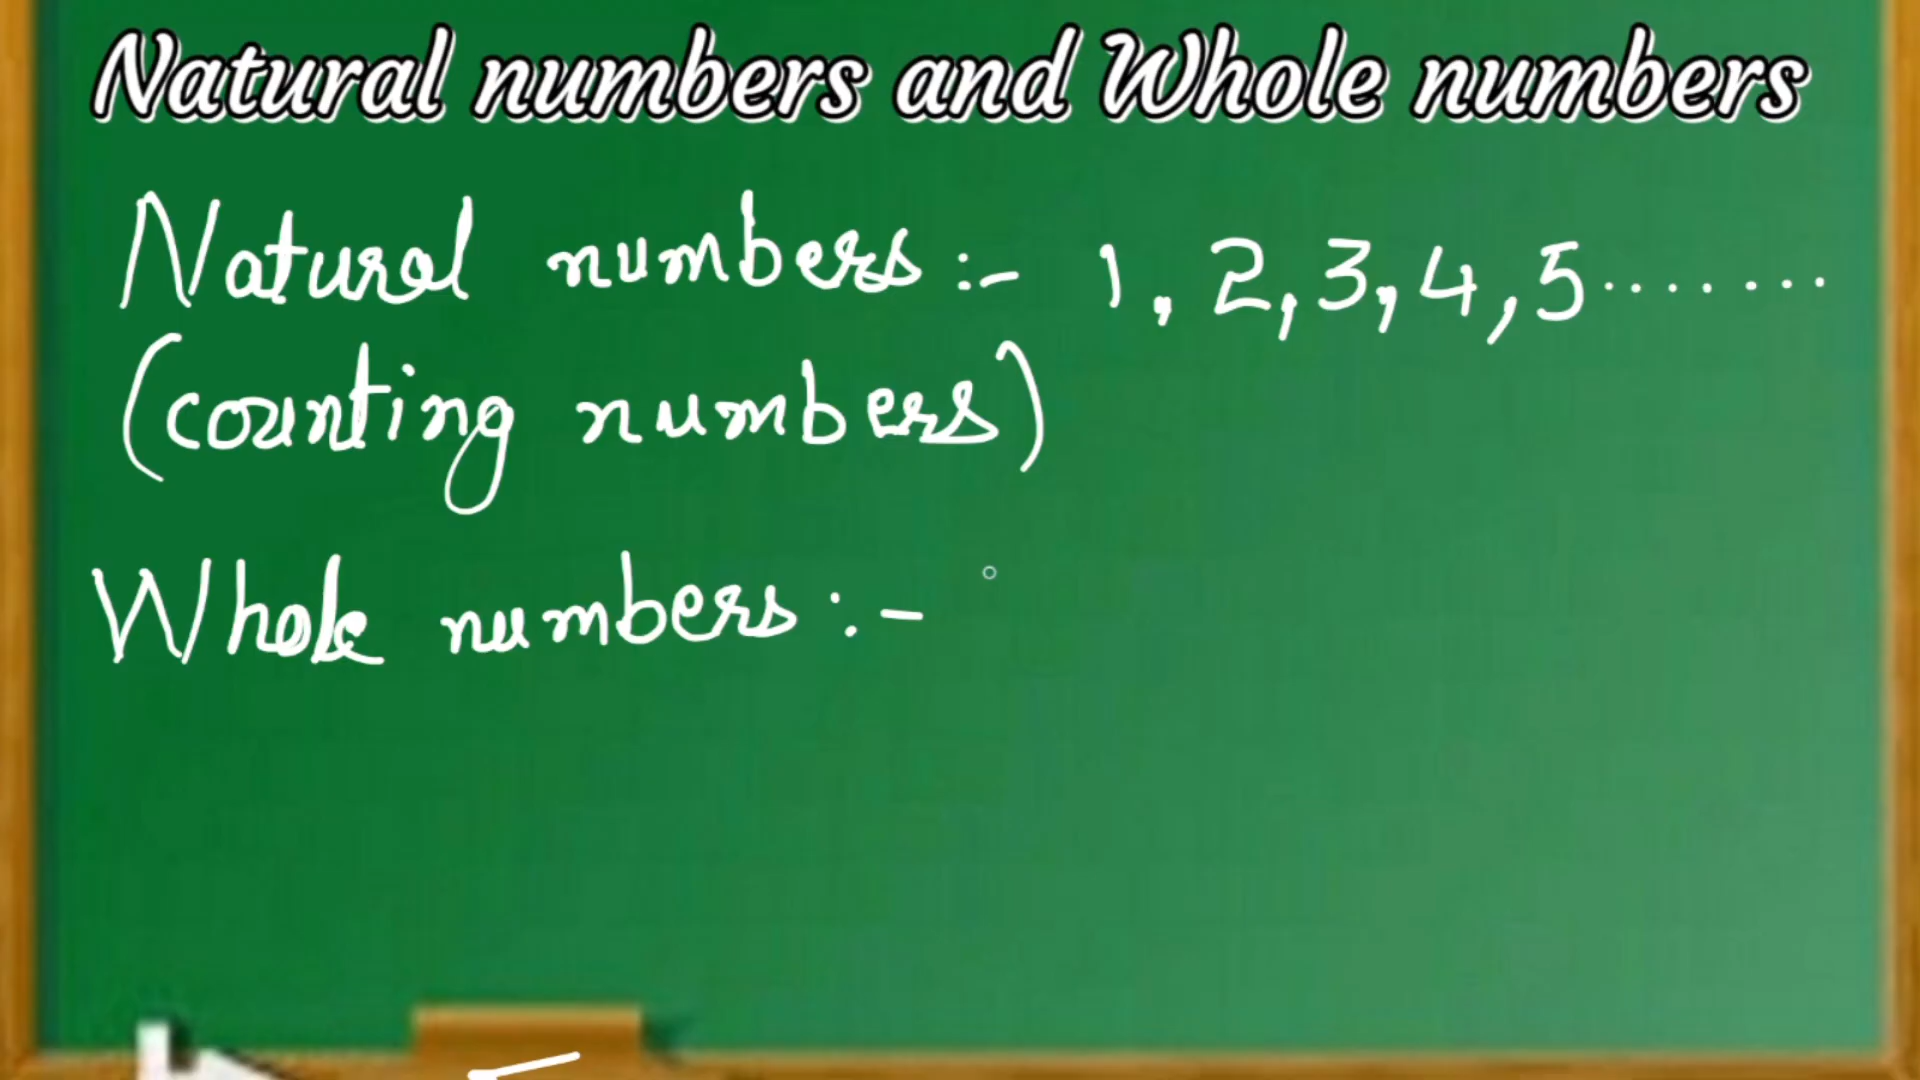 Natural numbers and Whole numbers
Natural numbers :- 1, 2, 3, 4, 5.......
(counting numbers)
Whole numbers :-